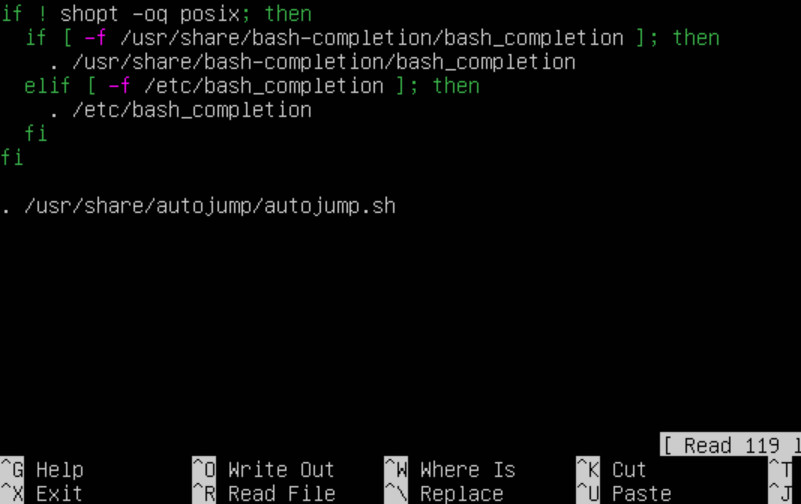 if ! shopt -oq posix; then
  if [ -f /usr/share/bash-completion/bash_completion ]; then
    . /usr/share/bash-completion/bash_completion
  elif [ -f /etc/bash_completion ]; then
    . /etc/bash_completion
  fi
fi

. /usr/share/autojump/autojump.sh

[ Read 119 l
^G Help ^O Write Out ^W Where Is ^K Cut ^T
^X Exit ^R Read File ^\ Replace ^U Paste ^J